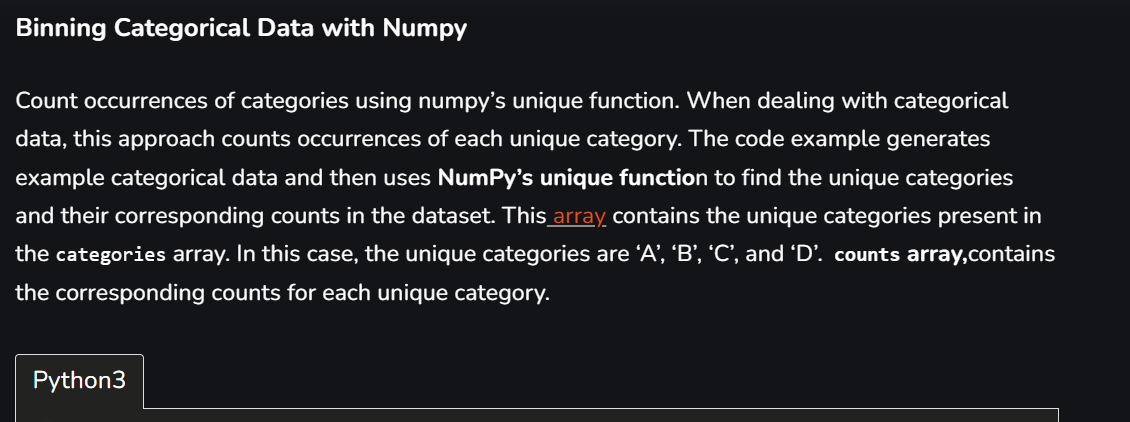 Binning Categorical Data with Numpy
Count occurrences of categories using numpy’s unique function. When dealing with categorical
data, this approach counts occurrences of each unique category. The code example generates
example categorical data and then uses NumPy’s unique function to find the unique categories
and their corresponding counts in the dataset. This array contains the unique categories present in
the categories array. In this case, the unique categories are ‘A’, ‘B’, ‘C’, and ‘D’. counts array,contains
the corresponding counts for each unique category.
Python3